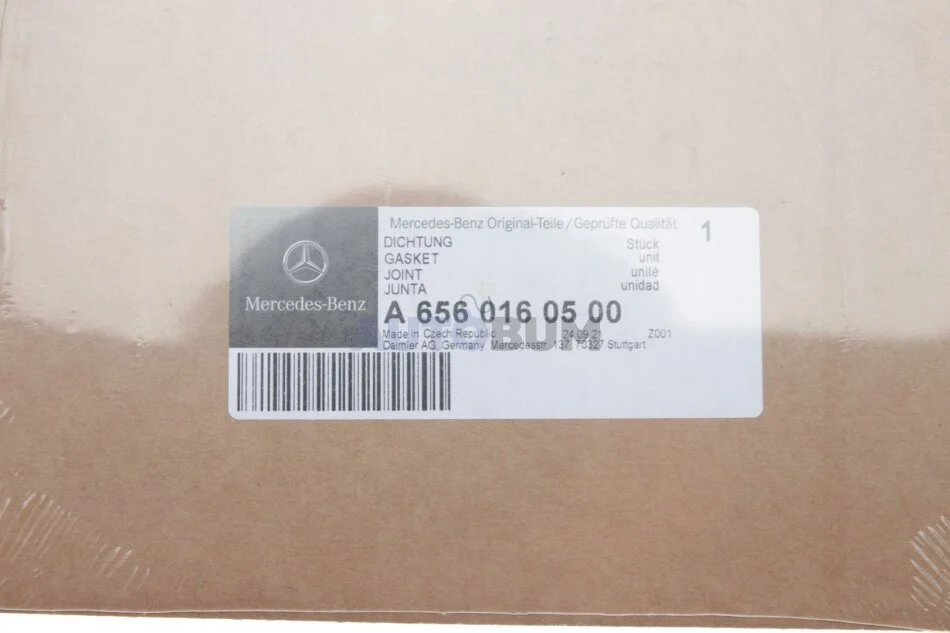 Mercedes-Benz Original-Teile/Geprüfte Qualität 1
DICHTUNG Stück
GASKET unit
JOINT unité
JUNTA unidad
Mercedes-Benz
A 656 016 05 00
Made in Czech Republic 24.09.21 Z001
Daimler AG, Germany, Mercedesstr. 137, 70327 Stuttgart